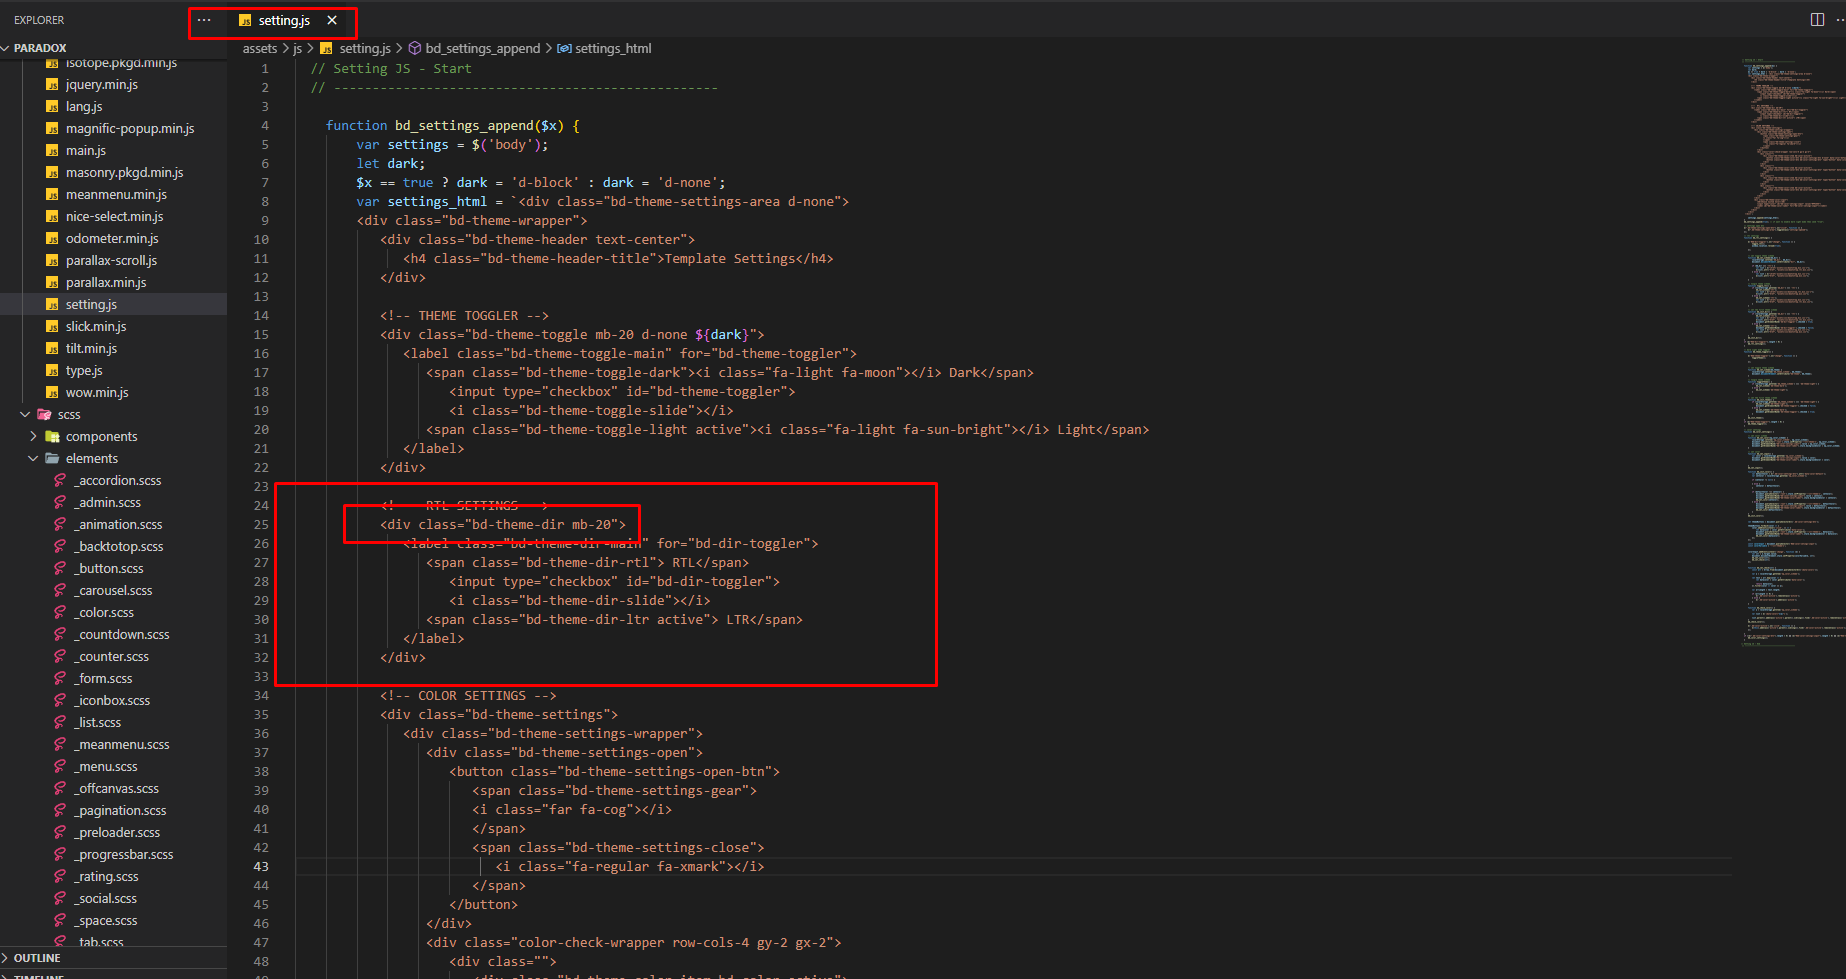 EXPLORER
··· JS setting.js ×
PARADOX
assets > js > JS setting.js > bd_settings_append > settings_html
JS isotope.pkgd.min.js
JS jquery.min.js
JS lang.js
JS magnific-popup.min.js
JS main.js
JS masonry.pkgd.min.js
JS meanmenu.min.js
JS nice-select.min.js
JS odometer.min.js
JS parallax-scroll.js
JS parallax.min.js
JS setting.js
JS slick.min.js
JS tilt.min.js
JS type.js
JS wow.min.js
scss
components
elements
_accordion.scss
_admin.scss
_animation.scss
_backtotop.scss
_button.scss
_carousel.scss
_color.scss
_countdown.scss
_counter.scss
_form.scss
_iconbox.scss
_list.scss
_meanmenu.scss
_menu.scss
_offcanvas.scss
_pagination.scss
_preloader.scss
_progressbar.scss
_rating.scss
_social.scss
_space.scss
_tab.scss
OUTLINE
TIMELINE
1 // Setting JS - Start
2 // --------------------------------------------------
3
4 function bd_settings_append($x) {
5 var settings = $('body');
6 let dark;
7 $x == true ? dark = 'd-block' : dark = 'd-none';
8 var settings_html = `<div class="bd-theme-settings-area d-none">
9 <div class="bd-theme-wrapper">
10 <div class="bd-theme-header text-center">
11 <h4 class="bd-theme-header-title">Template Settings</h4>
12 </div>
13
14 <!-- THEME TOGGLER -->
15 <div class="bd-theme-toggle mb-20 d-none ${dark}">
16 <label class="bd-theme-toggle-main" for="bd-theme-toggler">
17 <span class="bd-theme-toggle-dark"><i class="fa-light fa-moon"></i> Dark</span>
18 <input type="checkbox" id="bd-theme-toggler">
19 <i class="bd-theme-toggle-slide"></i>
20 <span class="bd-theme-toggle-light active"><i class="fa-light fa-sun-bright"></i> Light</span>
21 </label>
22 </div>
23
24 <!-- RTL SETTINGS -->
25 <div class="bd-theme-dir mb-20">
26 <label class="bd-theme-dir-main" for="bd-dir-toggler">
27 <span class="bd-theme-dir-rtl"> RTL</span>
28 <input type="checkbox" id="bd-dir-toggler">
29 <i class="bd-theme-dir-slide"></i>
30 <span class="bd-theme-dir-ltr active"> LTR</span>
31 </label>
32 </div>
33
34 <!-- COLOR SETTINGS -->
35 <div class="bd-theme-settings">
36 <div class="bd-theme-settings-wrapper">
37 <div class="bd-theme-settings-open">
38 <button class="bd-theme-settings-open-btn">
39 <span class="bd-theme-settings-gear">
40 <i class="far fa-cog"></i>
41 </span>
42 <span class="bd-theme-settings-close">
43 <i class="fa-regular fa-xmark"></i>
44 </span>
45 </button>
46 </div>
47 <div class="color-check-wrapper row-cols-4 gy-2 gx-2">
48 <div class="">